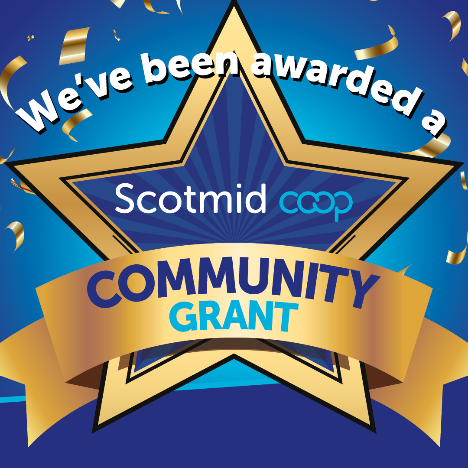 We've been awarded a
Scotmid coop
COMMUNITY
GRANT